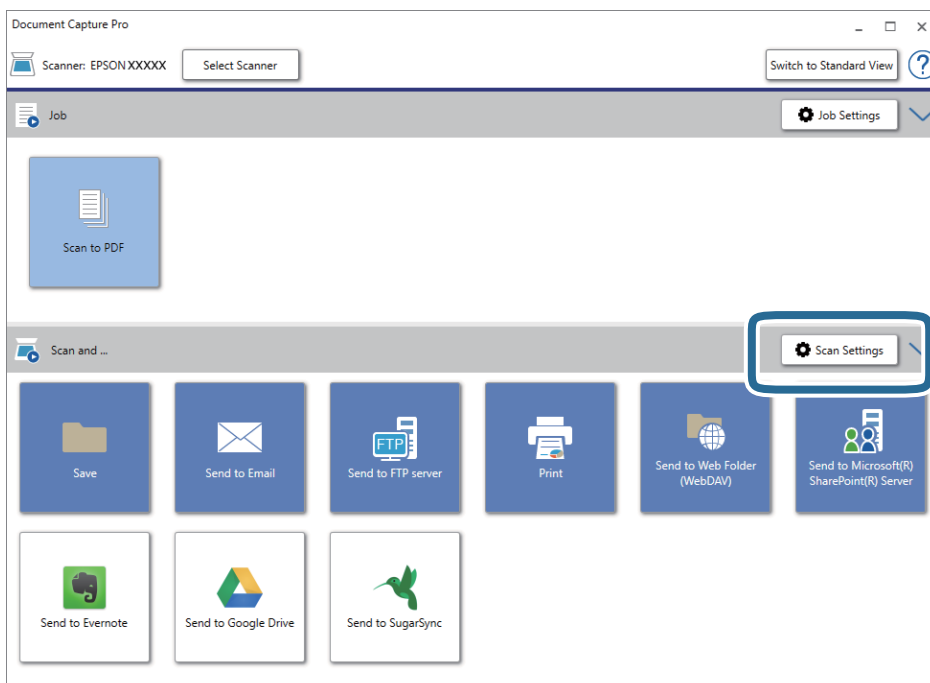 Document Capture Pro
Scanner: EPSON XXXXX
Select Scanner
Switch to Standard View
?
Job
Job Settings
Scan to PDF
Scan and ...
Scan Settings
Save
Send to Email
FTP
Send to FTP server
Print
Send to Web Folder
(WebDAV)
Send to Microsoft(R)
SharePoint(R) Server
Send to Evernote
Send to Google Drive
Send to SugarSync